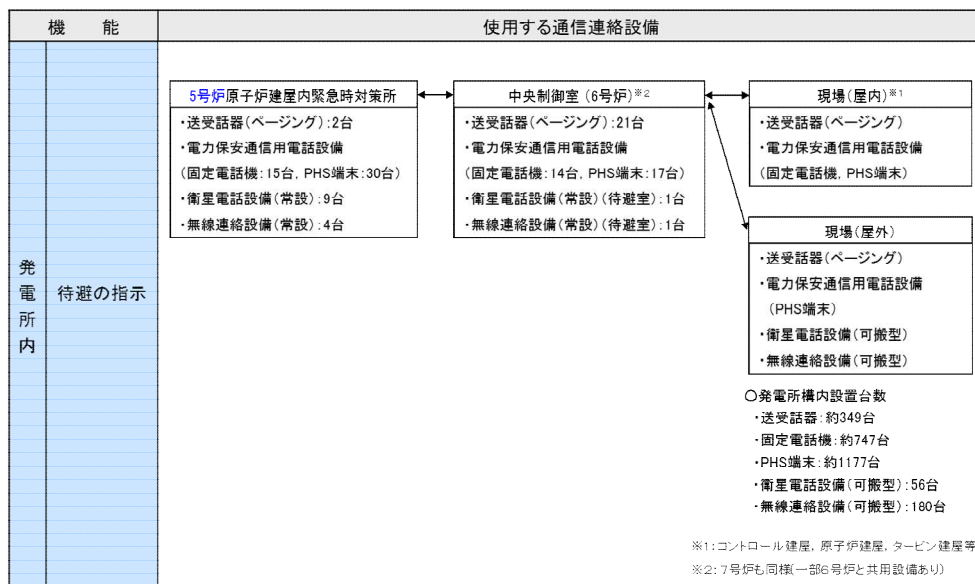 機　能
使用する通信連絡設備
発電所内
待避の指示
5号炉原子炉建屋内緊急時対策所
・送受話器(ページング):2台
・電力保安通信用電話設備
(固定電話機:15台, PHS端末:30台)
・衛星電話設備(常設):9台
・無線連絡設備(常設):4台
中央制御室 (6号炉)※2
・送受話器(ページング):21台
・電力保安通信用電話設備
(固定電話機:14台, PHS端末:17台)
・衛星電話設備(常設)(待避室):1台
・無線連絡設備(常設)(待避室):1台
現場(屋内)※1
・送受話器(ページング)
・電力保安通信用電話設備
(固定電話機, PHS端末)
現場(屋外)
・送受話器(ページング)
・電力保安通信用電話設備
(PHS端末)
・衛星電話設備(可搬型)
・無線連絡設備(可搬型)
○発電所構内設置台数
・送受話器:約349台
・固定電話機:約747台
・PHS端末:約1177台
・衛星電話設備(可搬型):56台
・無線連絡設備(可搬型):180台
※1:コントロール建屋, 原子炉建屋, タービン建屋等
※2:7号炉も同様(一部6号炉と共用設備あり)